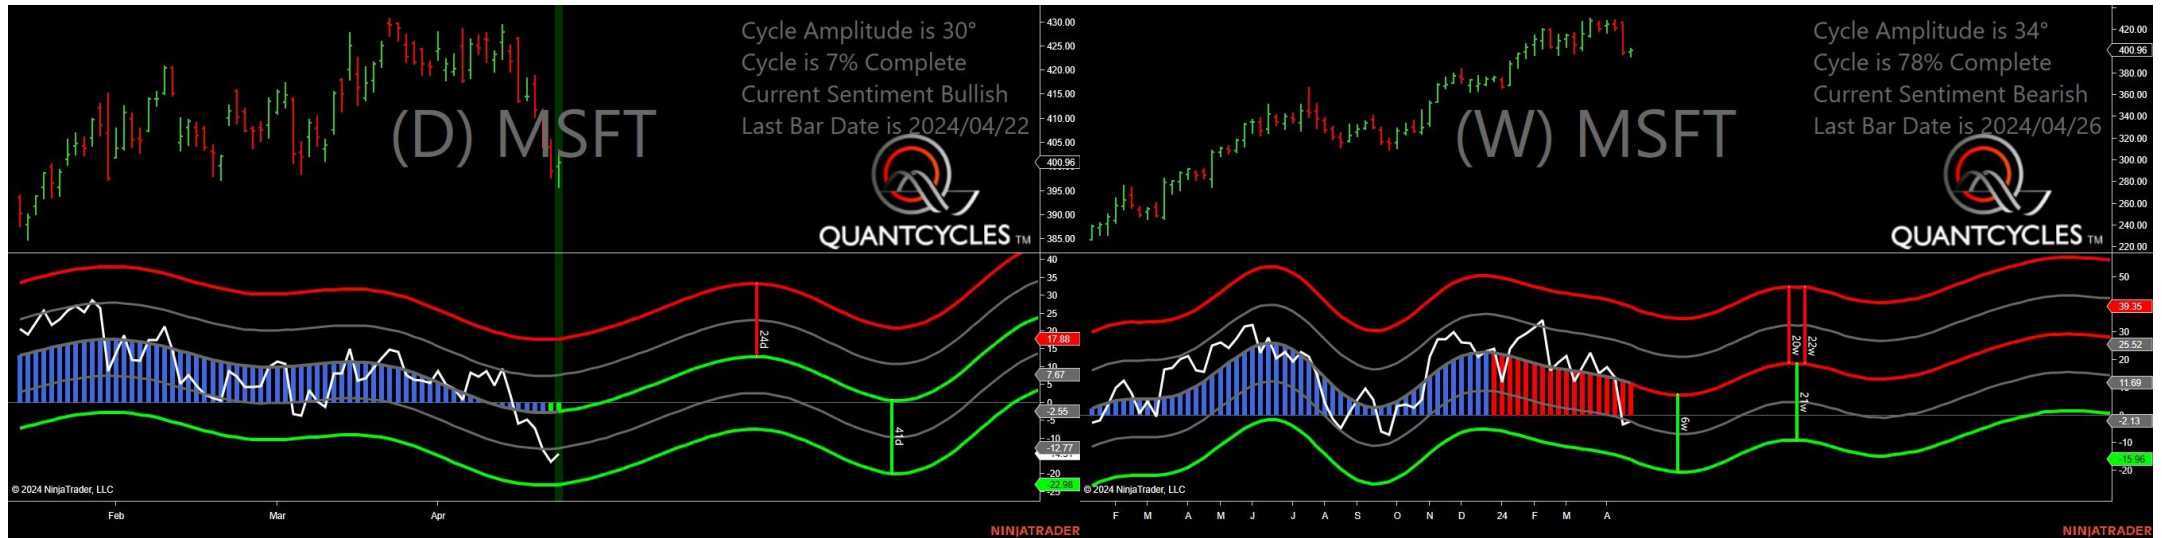 Cycle Amplitude is 30°
Cycle is 7% Complete
Current Sentiment Bullish
Last Bar Date is 2024/04/22
(D) MSFT
QUANTCYCLES TM
430.00
425.00
420.00
415.00
410.00
405.00
400.96
395.00
390.00
385.00
40
35
30
25
20
17.88
15
10
7.67
5
0
-2.55
-5
-10
-12.77
-20
-22.98
-25
24d
41d
© 2024 NinjaTrader, LLC
Feb Mar Apr
NINJATRADER
Cycle Amplitude is 34°
Cycle is 78% Complete
Current Sentiment Bearish
Last Bar Date is 2024/04/26
(W) MSFT
QUANTCYCLES TM
420.00
400.96
380.00
360.00
340.00
320.00
300.00
280.00
260.00
240.00
220.00
50
39.35
30
25.52
20
11.69
0
-2.13
-10
-15.96
-20
6w
20w
22w
21w
© 2024 NinjaTrader, LLC
F M A M J J A S O N D 24 F M A
NINJATRADER